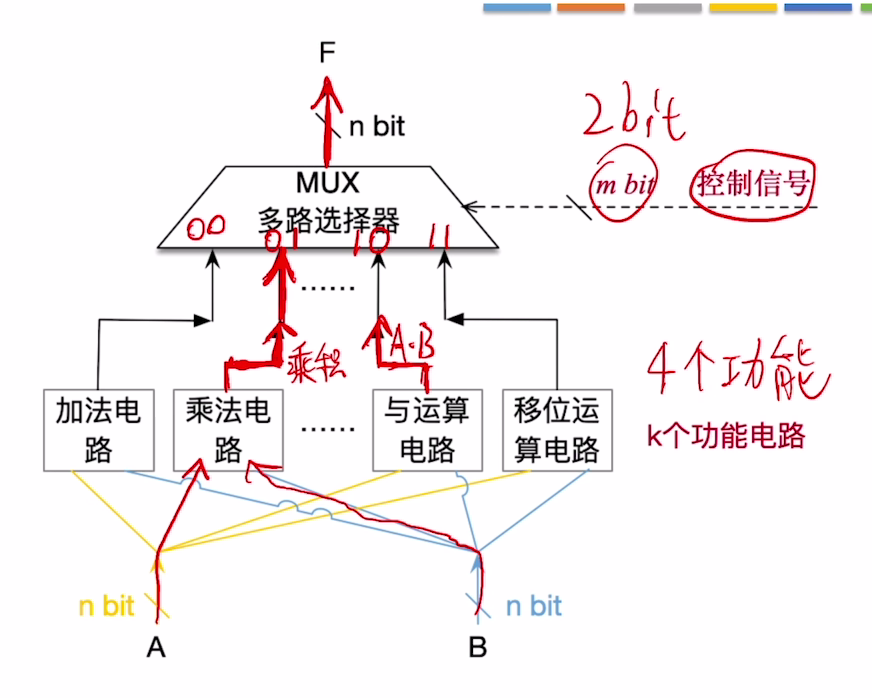 F
n bit
2bit
MUX
多路选择器
m bit
控制信号
00
01
10
11
......
乘积
A·B
4个功能
加法电
路
乘法电
路
......
与运算
电路
移位运
算电路
k个功能电路
n bit
n bit
A
B